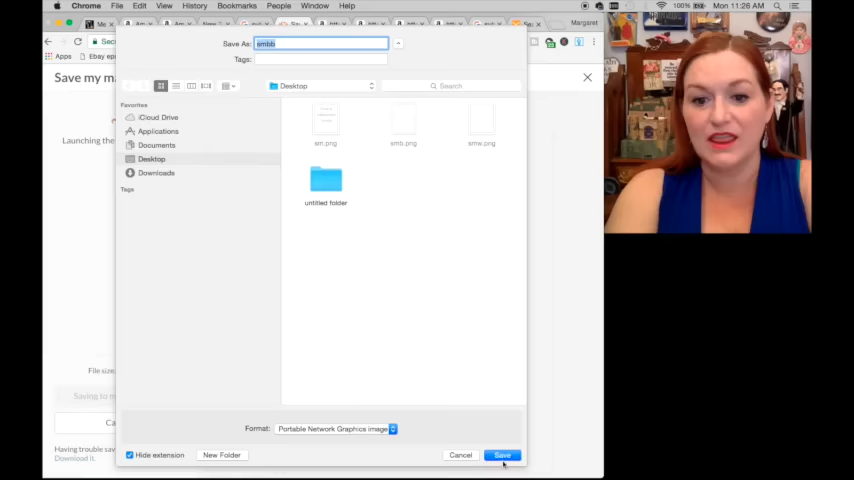 Chrome File Edit View History Bookmarks People Window Help 100% Mon 11:26 AM Margaret
Apps Ebay
Save my m
Launching the
File size
Saving to m
Ca
Having trouble sav
Download it.
Save As: smbb
Tags:
Desktop Search
Favorites
iCloud Drive
Applications
Documents
Desktop
Downloads
Tags
sm.png smb.png smw.png
untitled folder
Format: Portable Network Graphics image
Hide extension New Folder Cancel Save